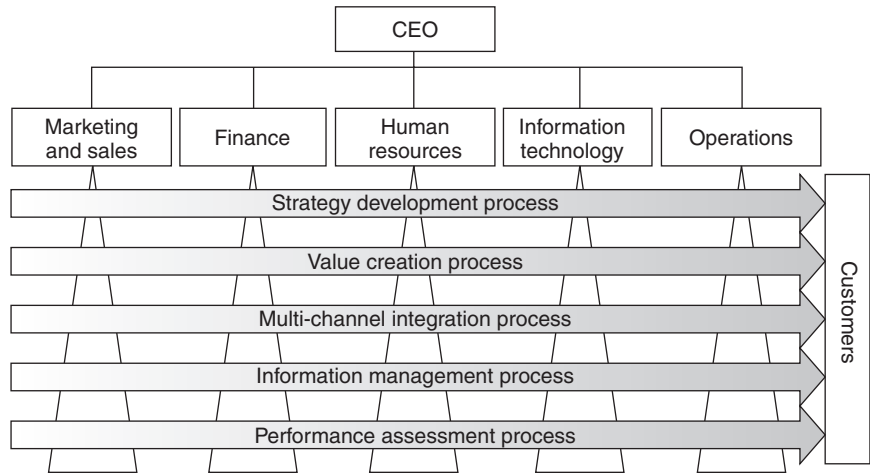 CEO
Marketing
and sales
Finance
Human
resources
Information
technology
Operations
Strategy development process
Value creation process
Multi-channel integration process
Information management process
Performance assessment process
Customers